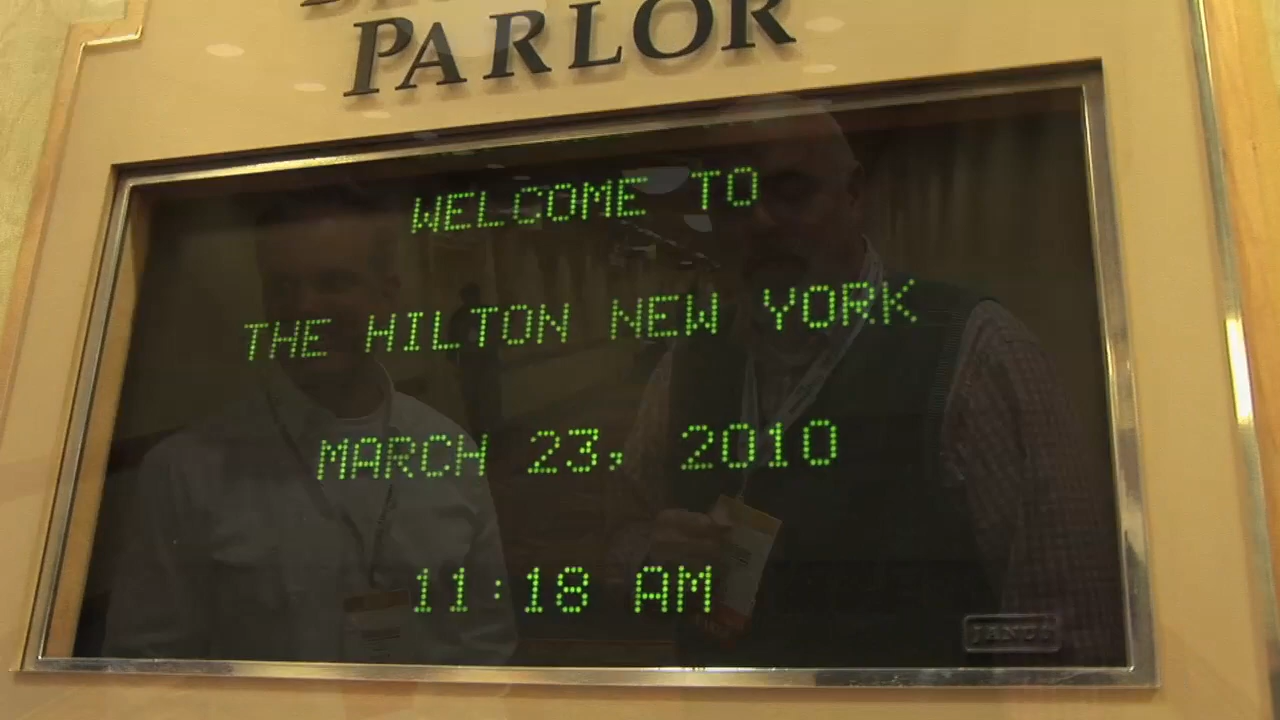 PARLOR
WELCOME TO
THE HILTON NEW YORK
MARCH 23, 2010
11:18 AM